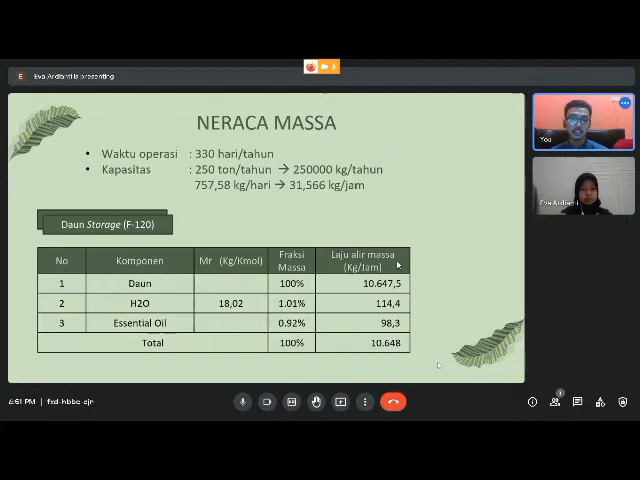 E Eva Ardianti is presenting
NERACA MASSA
• Waktu operasi : 330 hari/tahun
• Kapasitas : 250 ton/tahun → 250000 kg/tahun
757,58 kg/hari → 31,566 kg/jam
Daun Storage (F-120)
No Komponen Mr (Kg/Kmol) Fraksi Massa Laju alir massa (Kg/Jam)
1 Daun 100% 10.647,5
2 H2O 18,02 1.01% 114,4
3 Essential Oil 0.92% 98,3
Total 100% 10.648
You
Eva Ardianti
6:51 PM